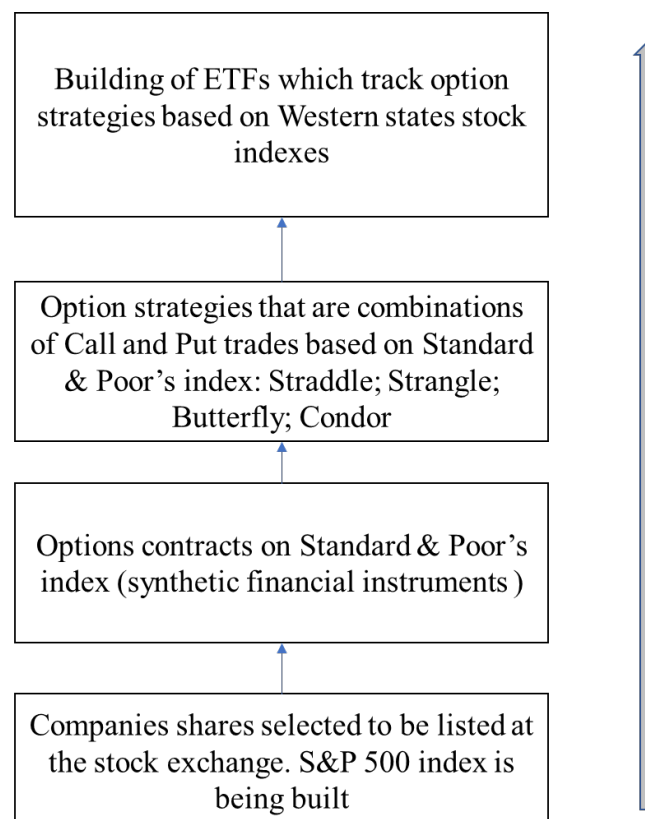 Building of ETFs which track option
strategies based on Western states stock
indexes
Option strategies that are combinations
of Call and Put trades based on Standard
& Poor’s index: Straddle; Strangle;
Butterfly; Condor
Options contracts on Standard & Poor’s
index (synthetic financial instruments )
Companies shares selected to be listed at
the stock exchange. S&P 500 index is
being built